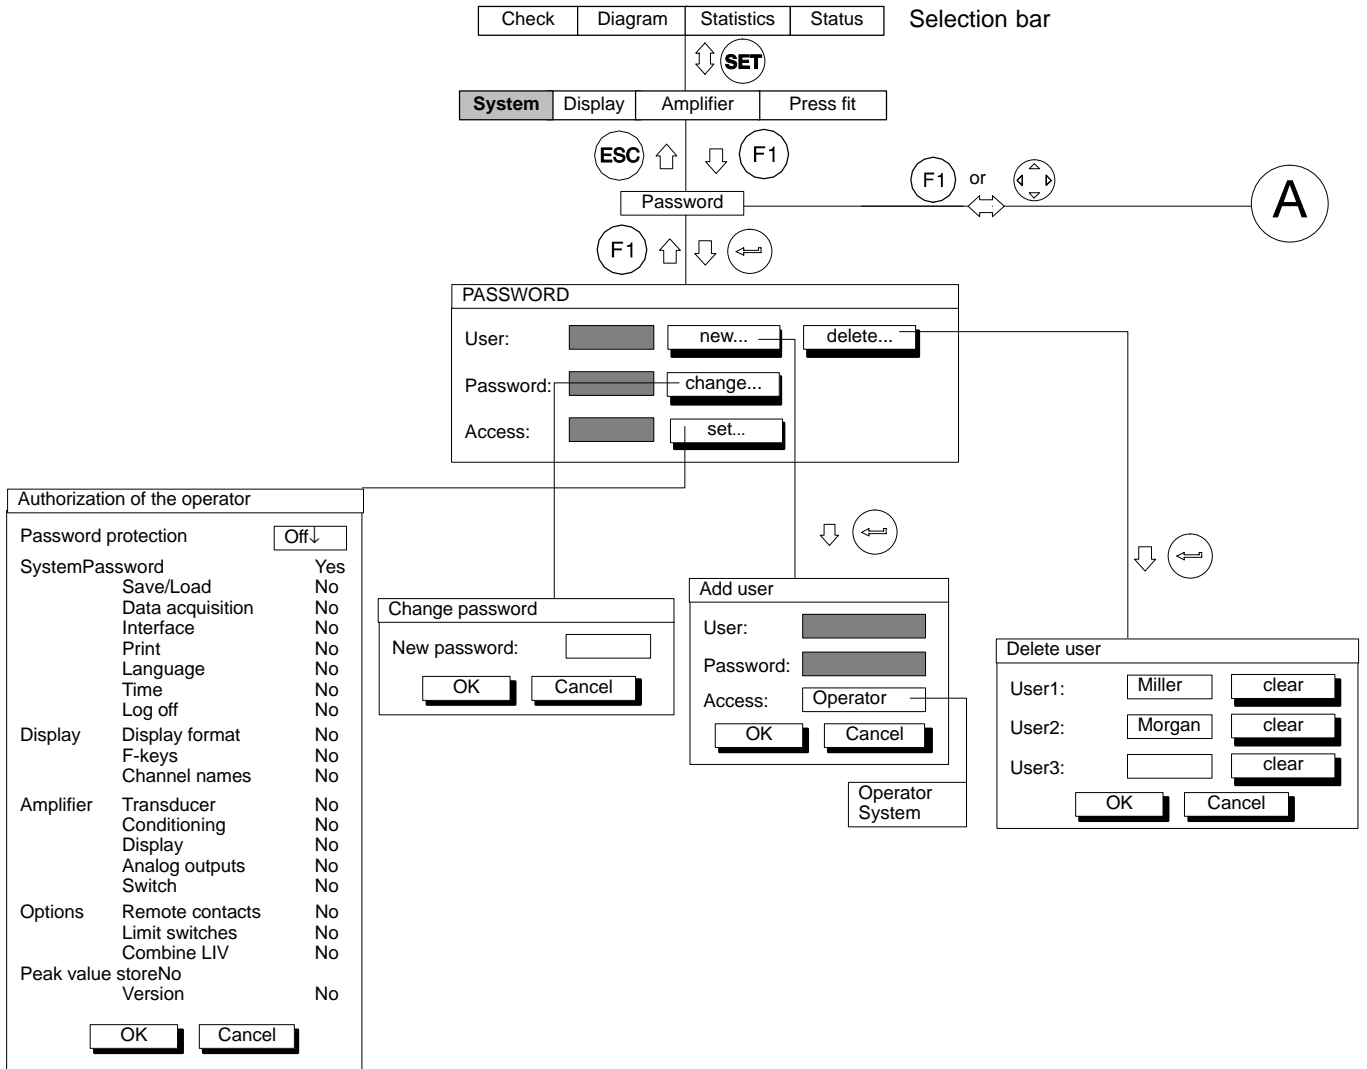 Check Diagram Statistics Status Selection bar
SET
System Display Amplifier Press fit
ESC F1
F1 or
A
Password
F1
PASSWORD
User: new... delete...
Password: change...
Access: set...
Authorization of the operator
Password protection Off↓
SystemPassword Yes
Save/Load No
Data acquisition No
Interface No
Print No
Language No
Time No
Log off No
Display Display format No
F-keys No
Channel names No
Amplifier Transducer No
Conditioning No
Display No
Analog outputs No
Switch No
Options Remote contacts No
Limit switches No
Combine LIV No
Peak value storeNo
Version No
OK Cancel
Change password
New password:
OK Cancel
Add user
User:
Password:
Access: Operator
OK Cancel
Operator
System
Delete user
User1: Miller clear
User2: Morgan clear
User3: clear
OK Cancel